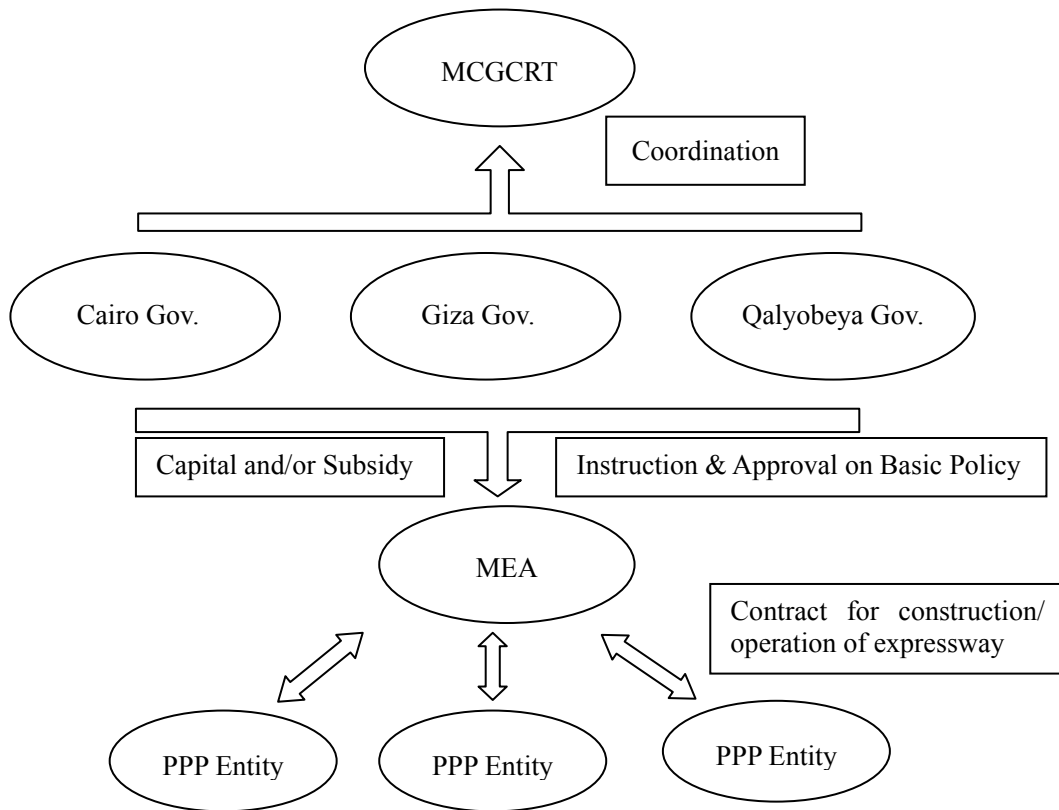 MCGCRT
Coordination
Cairo Gov.
Giza Gov.
Qalyobeya Gov.
Capital and/or Subsidy
Instruction & Approval on Basic Policy
MEA
Contract for construction/
operation of expressway
PPP Entity
PPP Entity
PPP Entity